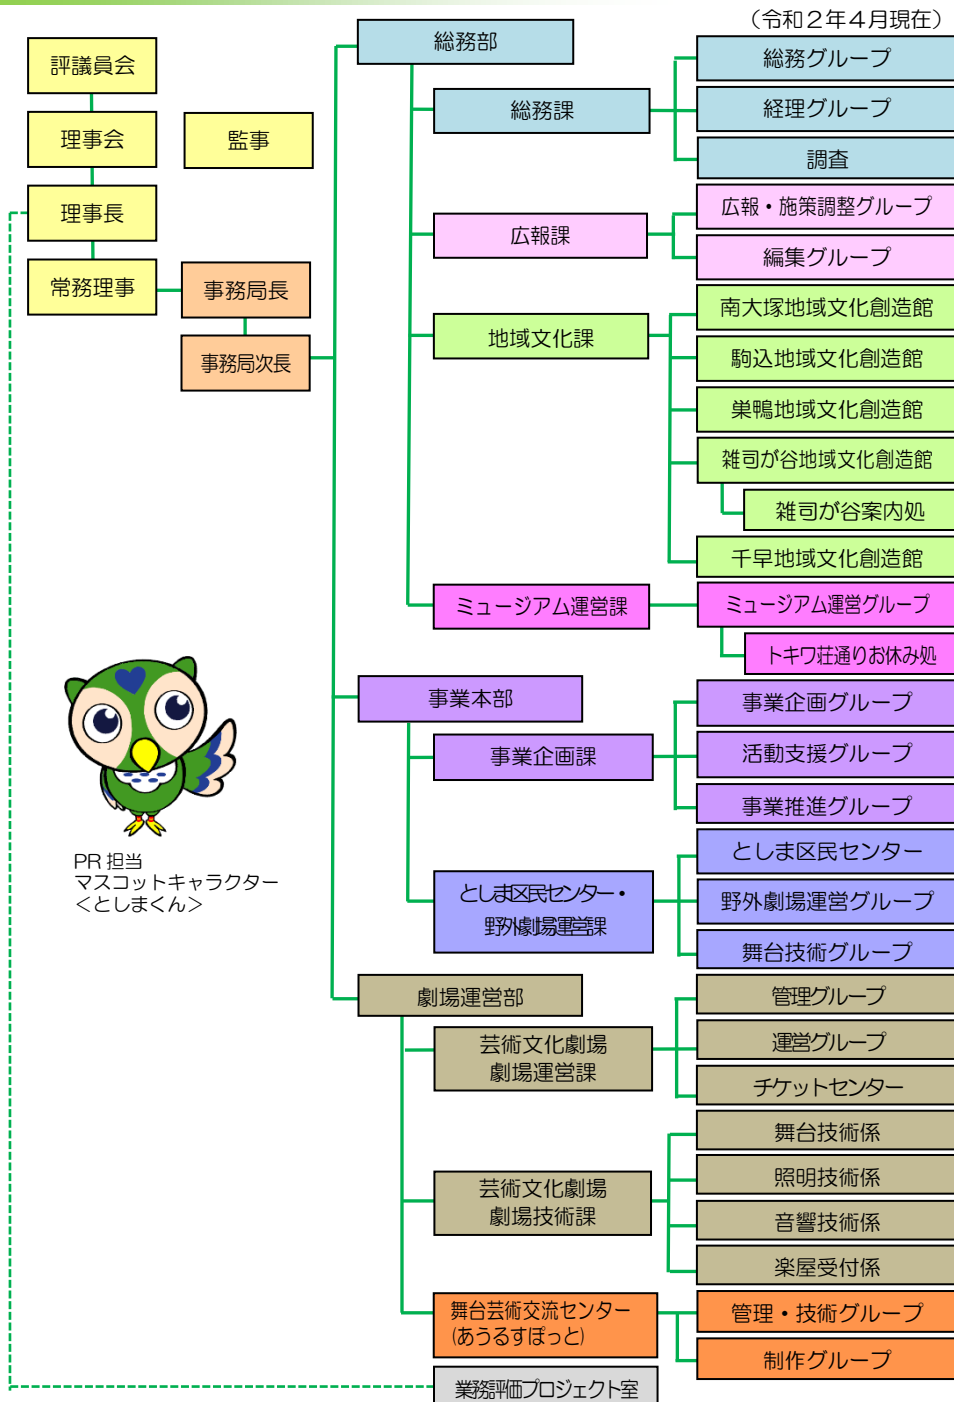 （令和２年４月現在）
評議員会
理事会
監事
理事長
常務理事
事務局長
事務局次長
総務部
総務課
総務グループ
経理グループ
調査
広報課
広報・施策調整グループ
編集グループ
地域文化課
南大塚地域文化創造館
駒込地域文化創造館
巣鴨地域文化創造館
雑司が谷地域文化創造館
雑司が谷案内処
千早地域文化創造館
ミュージアム運営課
ミュージアム運営グループ
トキワ荘通りお休み処
事業本部
事業企画課
事業企画グループ
活動支援グループ
事業推進グループ
としま区民センター・
野外劇場運営課
としま区民センター
野外劇場運営グループ
舞台技術グループ
劇場運営部
芸術文化劇場
劇場運営課
管理グループ
運営グループ
チケットセンター
芸術文化劇場
劇場技術課
舞台技術係
照明技術係
音響技術係
楽屋受付係
舞台芸術交流センター
(あうるすぽっと)
管理・技術グループ
制作グループ
業務評価プロジェクト室
PR 担当
マスコットキャラクター
＜としまくん＞